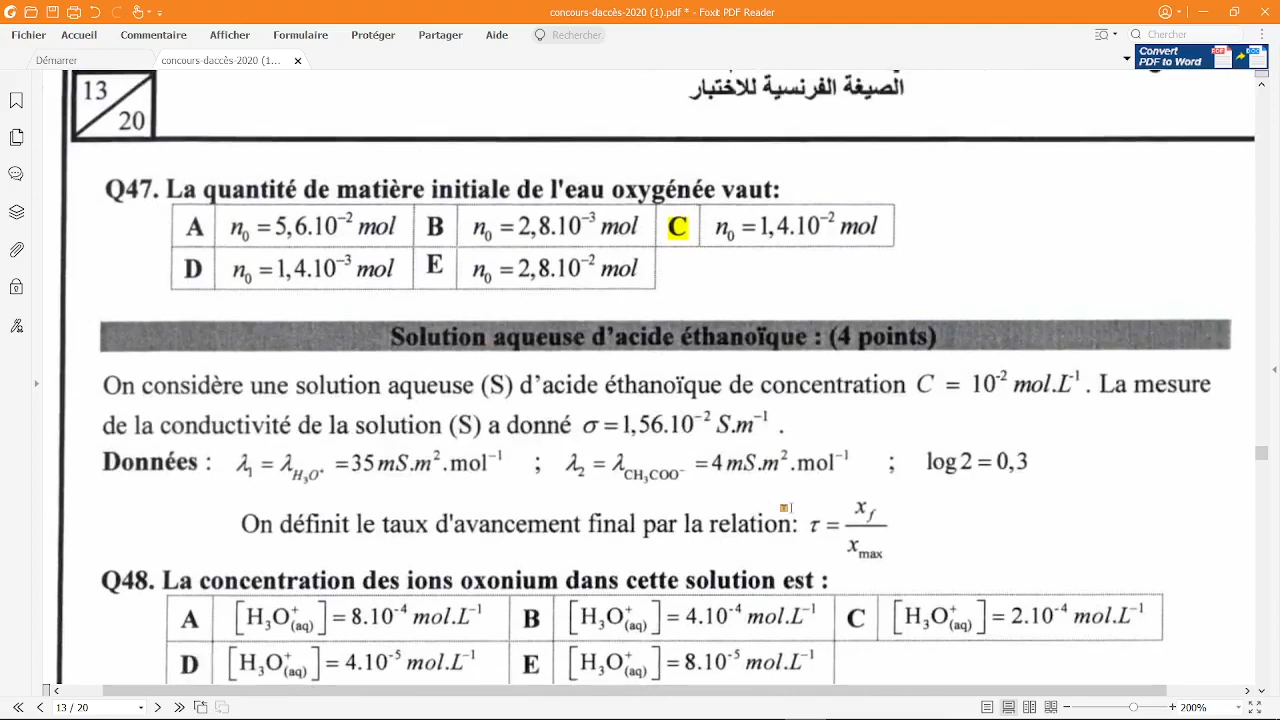 concours-daccès-2020 (1).pdf * - Foxit PDF Reader
Fichier Accueil Commentaire Afficher Formulaire Protéger Partager Aide Rechercher Chercher
Démarrer concours-daccès-2020 (1... Convert PDF to Word
13/20
الصيغة الفرنسية للاختبار
Q47. La quantité de matière initiale de l'eau oxygénée vaut:
A n₀ = 5,6.10⁻² mol B n₀ = 2,8.10⁻³ mol C n₀ = 1,4.10⁻² mol
D n₀ = 1,4.10⁻³ mol E n₀ = 2,8.10⁻² mol
Solution aqueuse d'acide éthanoïque : (4 points)
On considère une solution aqueuse (S) d'acide éthanoïque de concentration C = 10⁻² mol.L⁻¹. La mesure
de la conductivité de la solution (S) a donné σ = 1,56.10⁻² S.m⁻¹ .
Données : λ₁ = λ_H₃O⁺ = 35 mS.m².mol⁻¹ ; λ₂ = λ_CH₃COO⁻ = 4 mS.m².mol⁻¹ ; log2 = 0,3
On définit le taux d'avancement final par la relation: τ = x_f / x_max
Q48. La concentration des ions oxonium dans cette solution est :
A [H₃O⁺(aq)] = 8.10⁻⁴ mol.L⁻¹ B [H₃O⁺(aq)] = 4.10⁻⁴ mol.L⁻¹ C [H₃O⁺(aq)] = 2.10⁻⁴ mol.L⁻¹
D [H₃O⁺(aq)] = 4.10⁻⁵ mol.L⁻¹ E [H₃O⁺(aq)] = 8.10⁻⁵ mol.L⁻¹
13 / 20 200%